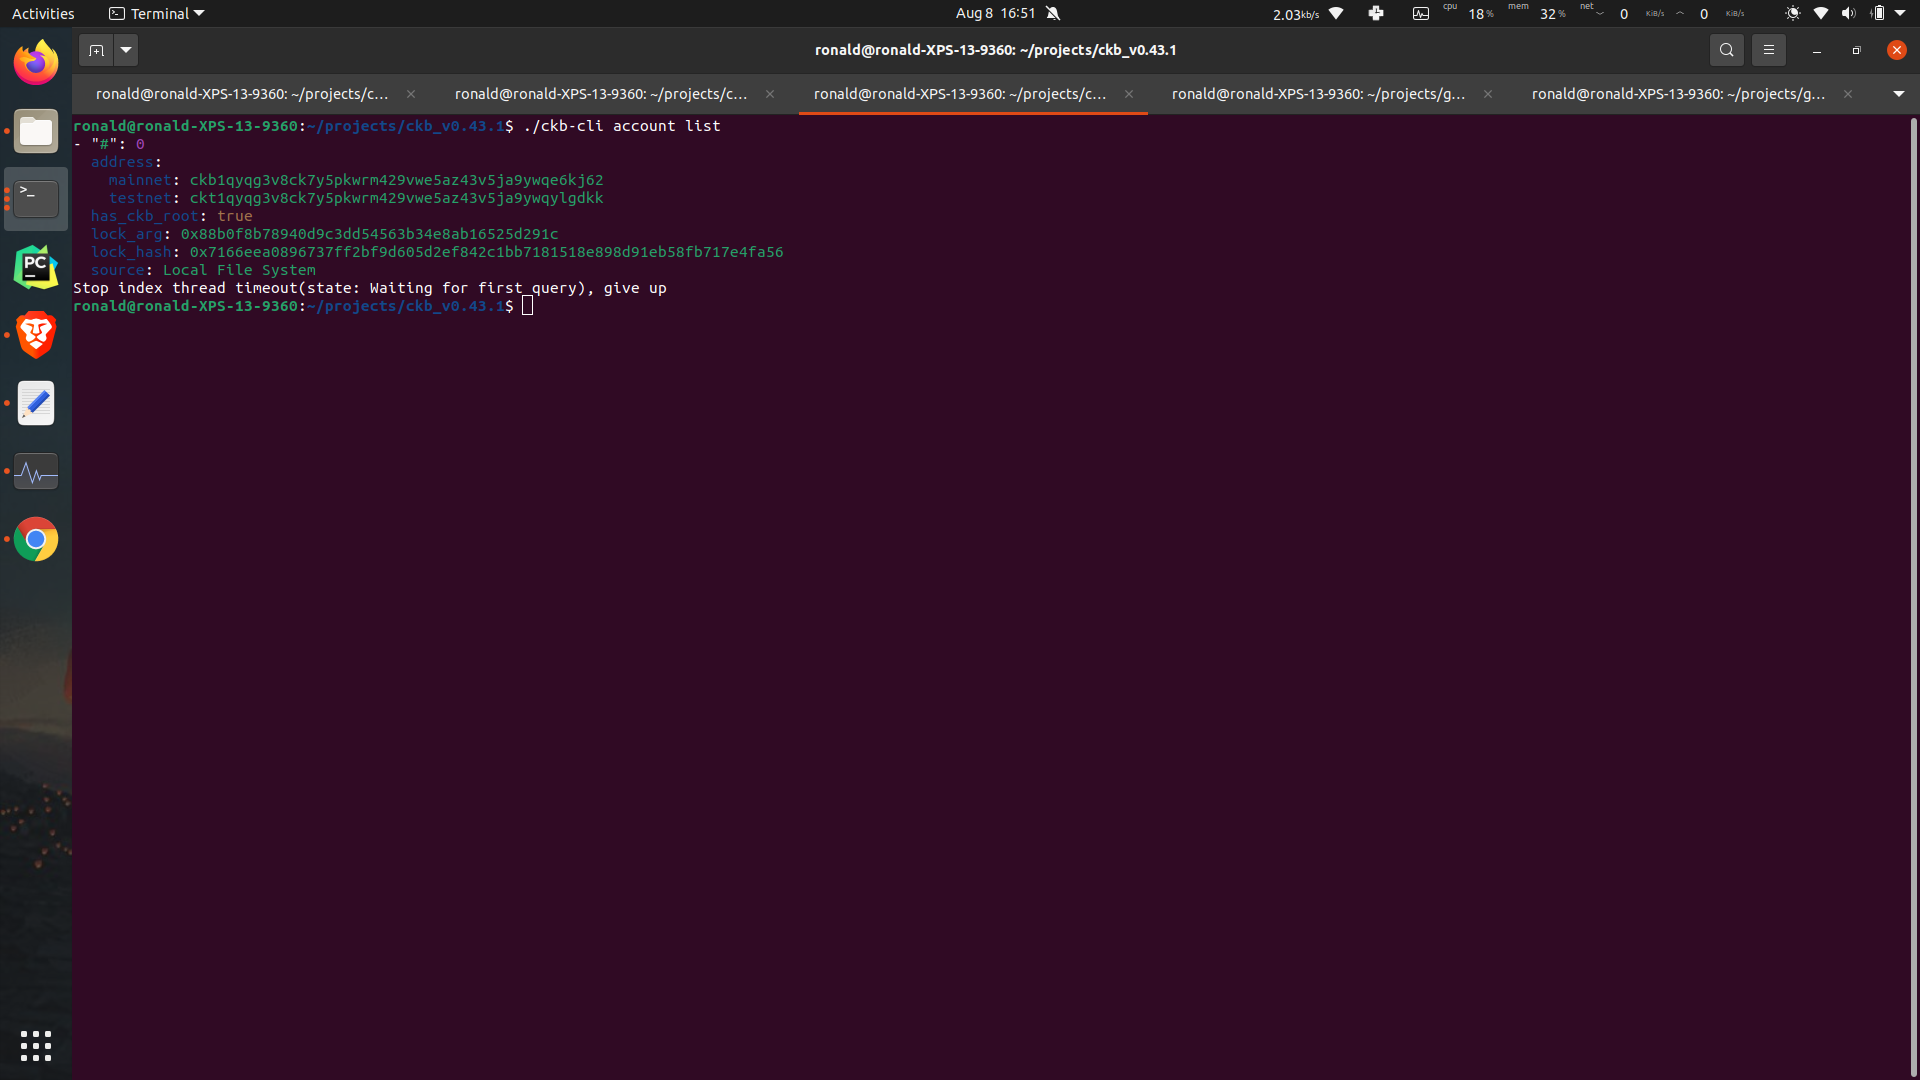 Activities Terminal Aug 8 16:51 2.03kb/s cpu 18% mem 32% net 0 KiB/s 0 KiB/s
ronald@ronald-XPS-13-9360: ~/projects/ckb_v0.43.1
ronald@ronald-XPS-13-9360: ~/projects/c... ronald@ronald-XPS-13-9360: ~/projects/c... ronald@ronald-XPS-13-9360: ~/projects/c... ronald@ronald-XPS-13-9360: ~/projects/g... ronald@ronald-XPS-13-9360: ~/projects/g...
ronald@ronald-XPS-13-9360:~/projects/ckb_v0.43.1$ ./ckb-cli account list
- "#": 0
address:
mainnet: ckb1qyqg3v8ck7y5pkwrm429vwe5az43v5ja9ywqe6kj62
testnet: ckt1qyqg3v8ck7y5pkwrm429vwe5az43v5ja9ywqylgdkk
has_ckb_root: true
lock_arg: 0x88b0f8b78940d9c3dd54563b34e8ab16525d291c
lock_hash: 0x7166eea0896737ff2bf9d605d2ef842c1bb7181518e898d91eb58fb717e4fa56
source: Local File System
Stop index thread timeout(state: Waiting for first query), give up
ronald@ronald-XPS-13-9360:~/projects/ckb_v0.43.1$
>_
PC